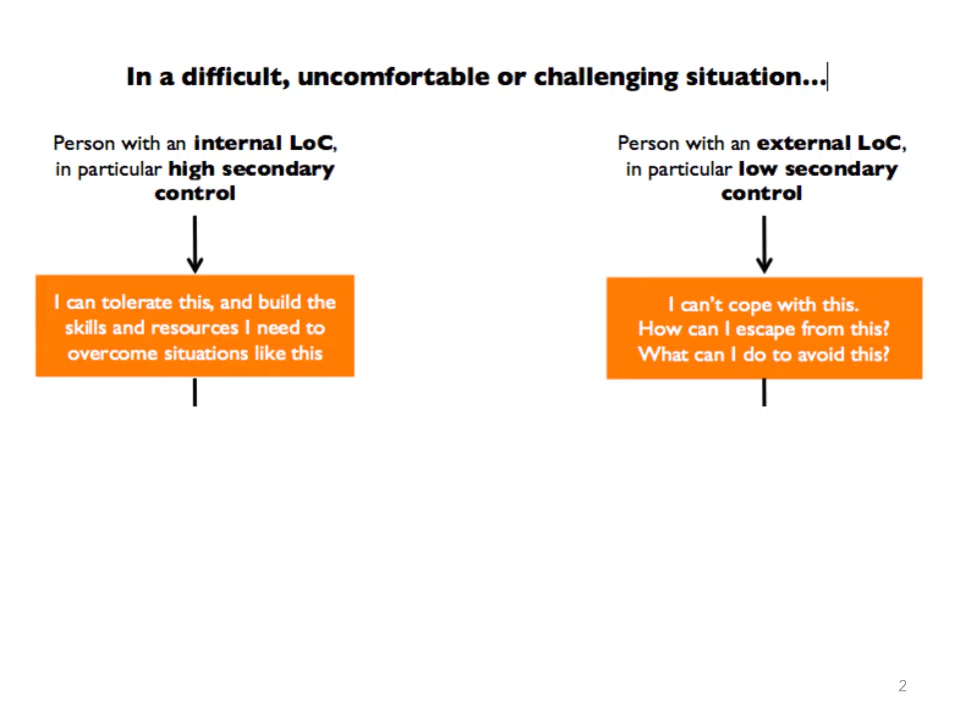 In a difficult, uncomfortable or challenging situation...
Person with an internal LoC,
in particular high secondary
control
Person with an external LoC,
in particular low secondary
control
I can tolerate this, and build the
skills and resources I need to
overcome situations like this
I can't cope with this.
How can I escape from this?
What can I do to avoid this?
2